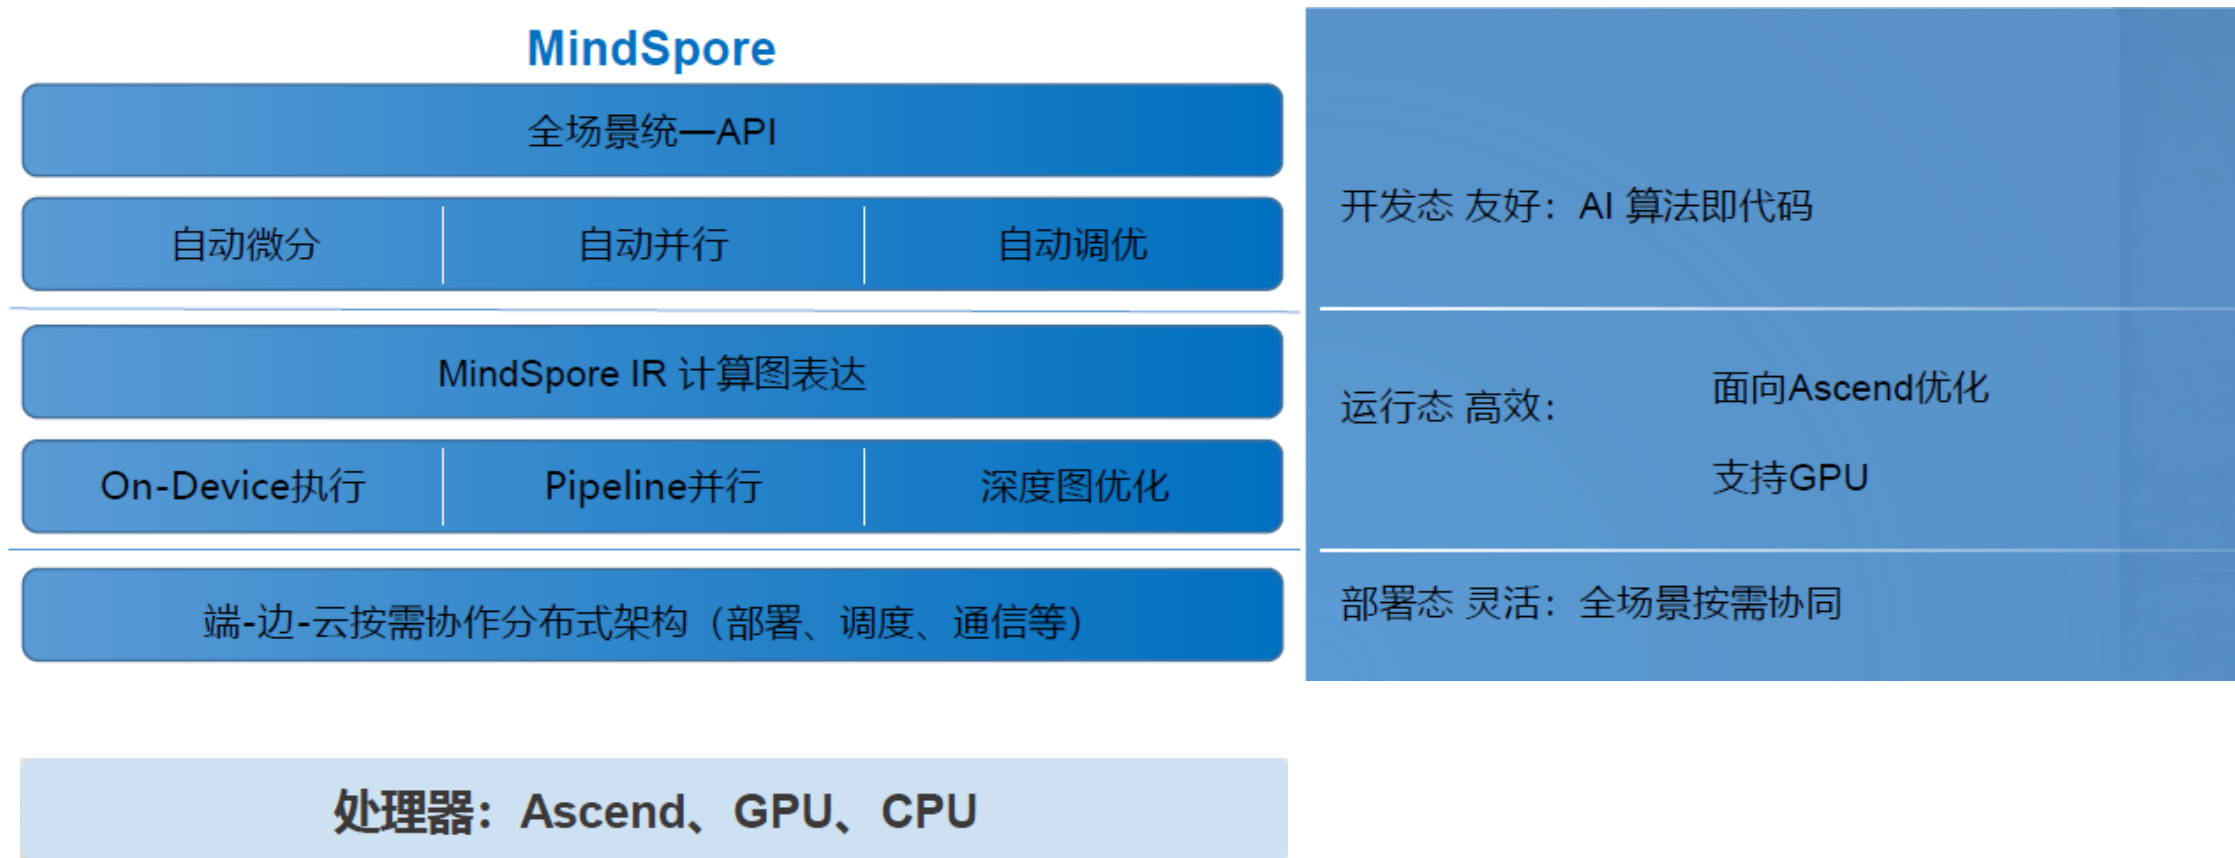 MindSpore
全场景统一API
自动微分 自动并行 自动调优
MindSpore IR 计算图表达
On-Device执行 Pipeline并行 深度图优化
端-边-云按需协作分布式架构（部署、调度、通信等）
处理器：Ascend、GPU、CPU
开发态 友好：AI 算法即代码
运行态 高效：
面向Ascend优化
支持GPU
部署态 灵活：全场景按需协同